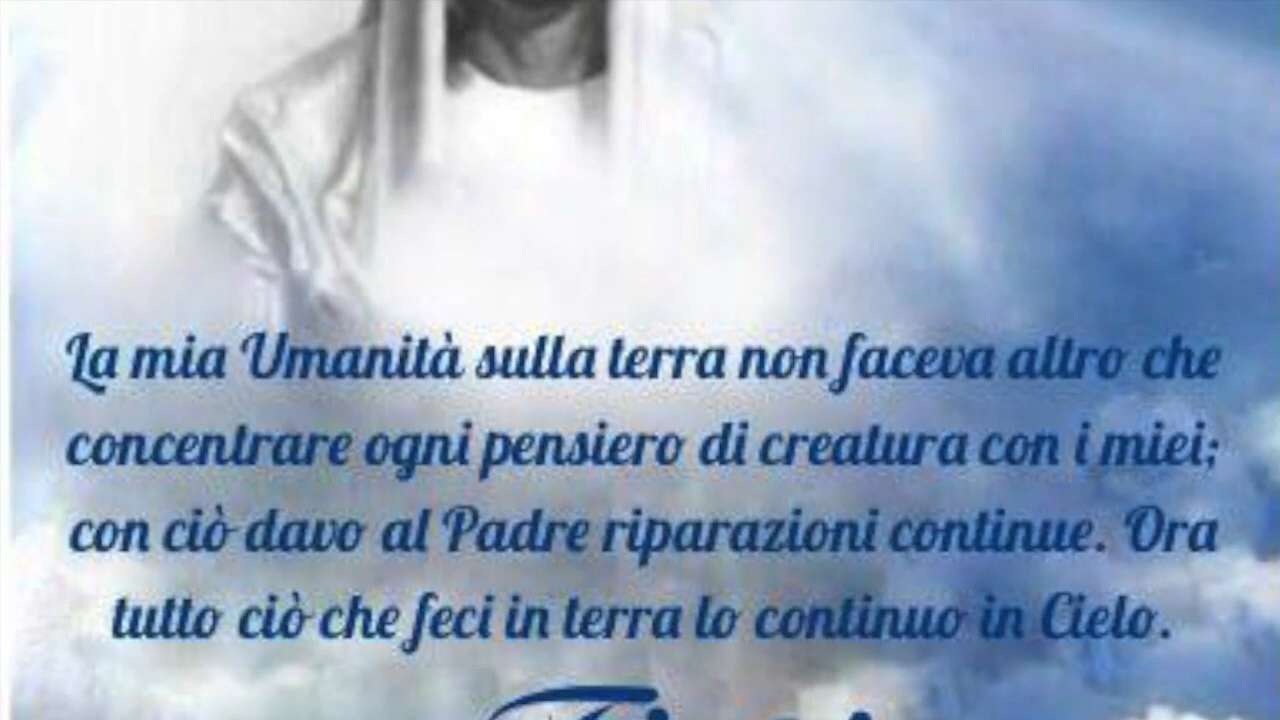 La mia Umanità sulla terra non faceva altro che
concentrare ogni pensiero di creatura con i miei;
con ciò davo al Padre riparazioni continue. Ora
tutto ciò che feci in terra lo continuo in Cielo.